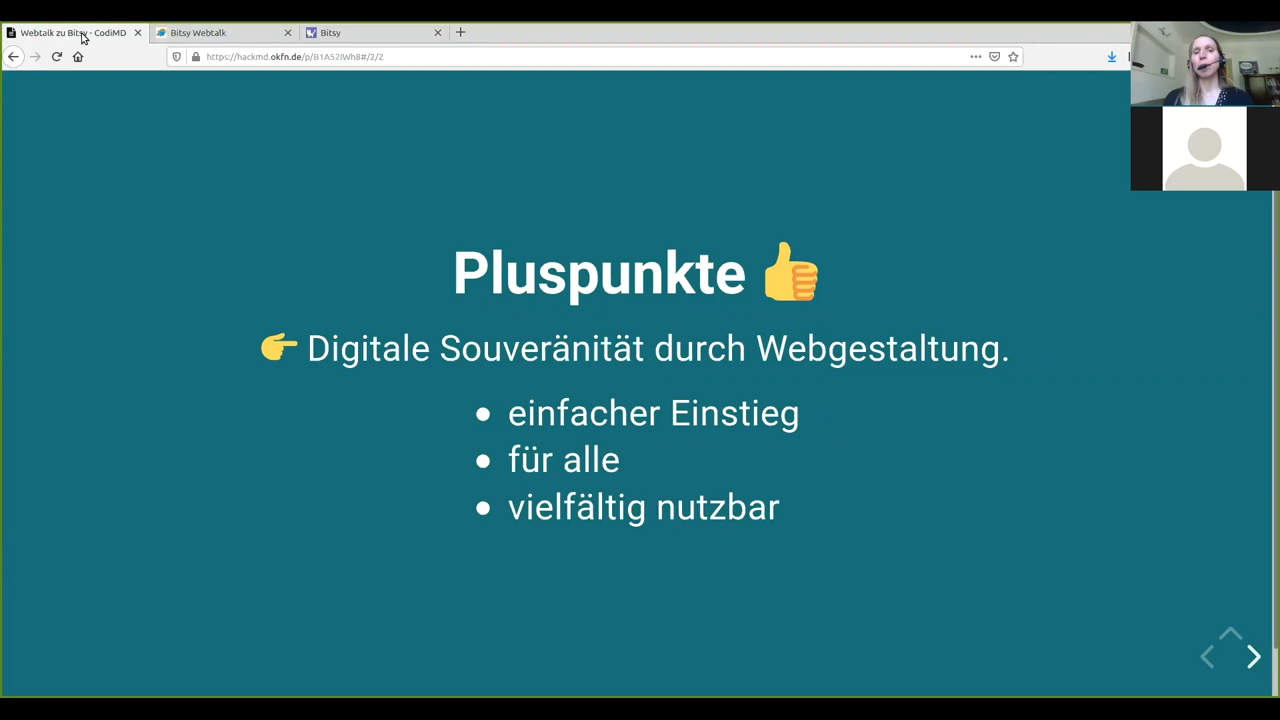 Webtalk zu Bitsy - CodiMD
Bitsy Webtalk
Bitsy
https://hackmd.okfn.de/p/B1A52IWh8#/2/2
Pluspunkte 👍
👉 Digitale Souveränität durch Webgestaltung.
• einfacher Einstieg
• für alle
• vielfältig nutzbar